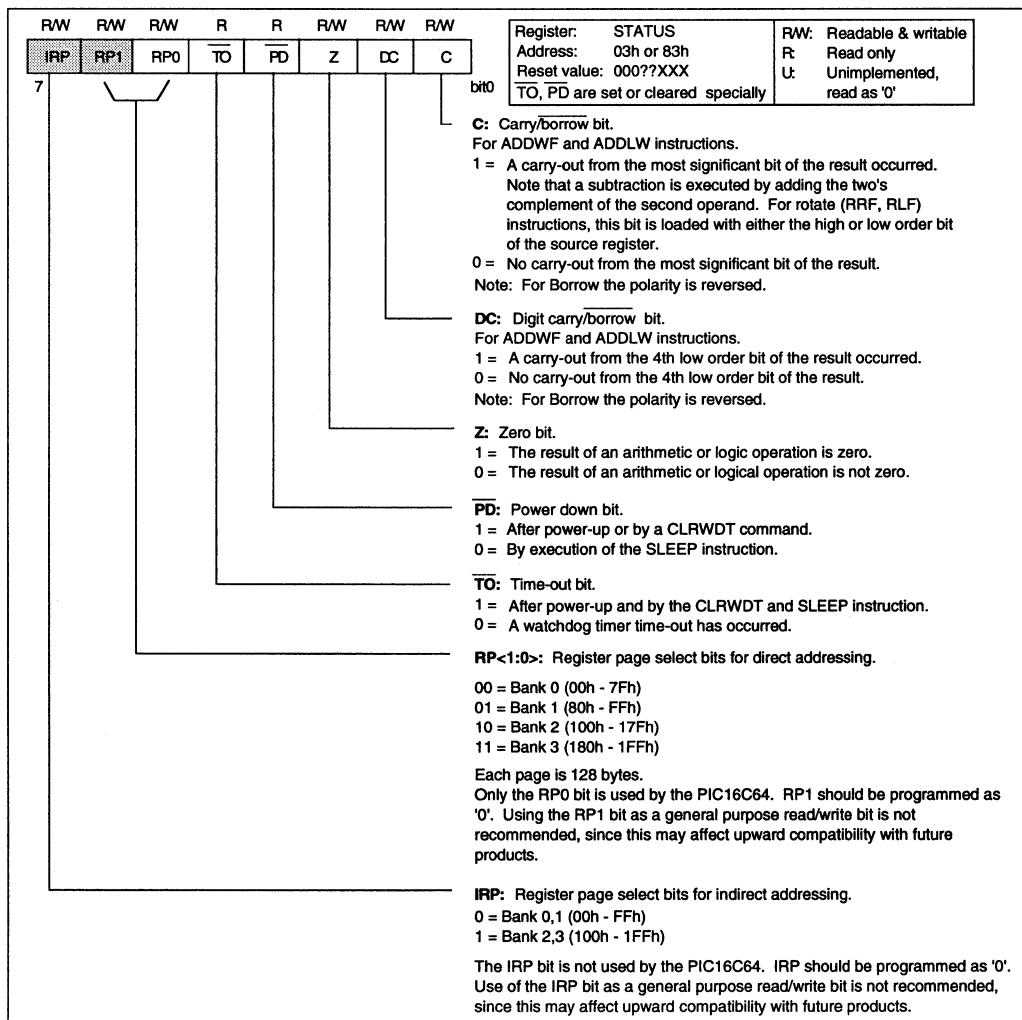 R/W R/W R/W R R R/W R/W R/W
IRP RP1 RP0 TO PD Z DC C
7 bit0
Register: STATUS
Address: 03h or 83h
Reset value: 000??XXX
TO, PD are set or cleared specially
R/W: Readable & writable
R: Read only
U: Unimplemented,
read as '0'
C: Carry/borrow bit.
For ADDWF and ADDLW instructions.
1 = A carry-out from the most significant bit of the result occurred.
Note that a subtraction is executed by adding the two's
complement of the second operand. For rotate (RRF, RLF)
instructions, this bit is loaded with either the high or low order bit
of the source register.
0 = No carry-out from the most significant bit of the result.
Note: For Borrow the polarity is reversed.
DC: Digit carry/borrow bit.
For ADDWF and ADDLW instructions.
1 = A carry-out from the 4th low order bit of the result occurred.
0 = No carry-out from the 4th low order bit of the result.
Note: For Borrow the polarity is reversed.
Z: Zero bit.
1 = The result of an arithmetic or logic operation is zero.
0 = The result of an arithmetic or logical operation is not zero.
PD: Power down bit.
1 = After power-up or by a CLRWDT command.
0 = By execution of the SLEEP instruction.
TO: Time-out bit.
1 = After power-up and by the CLRWDT and SLEEP instruction.
0 = A watchdog timer time-out has occurred.
RP<1:0>: Register page select bits for direct addressing.
00 = Bank 0 (00h - 7Fh)
01 = Bank 1 (80h - FFh)
10 = Bank 2 (100h - 17Fh)
11 = Bank 3 (180h - 1FFh)
Each page is 128 bytes.
Only the RP0 bit is used by the PIC16C64. RP1 should be programmed as
'0'. Using the RP1 bit as a general purpose read/write bit is not
recommended, since this may affect upward compatibility with future
products.
IRP: Register page select bits for indirect addressing.
0 = Bank 0,1 (00h - FFh)
1 = Bank 2,3 (100h - 1FFh)
The IRP bit is not used by the PIC16C64. IRP should be programmed as '0'.
Use of the IRP bit as a general purpose read/write bit is not recommended,
since this may affect upward compatibility with future products.